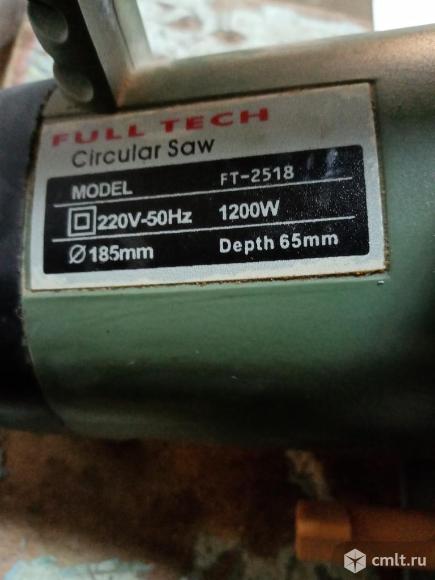 FULL TECH
Circular Saw
MODEL FT-2518
220V-50Hz 1200W
Ø185mm Depth 65mm
cmlt.ru